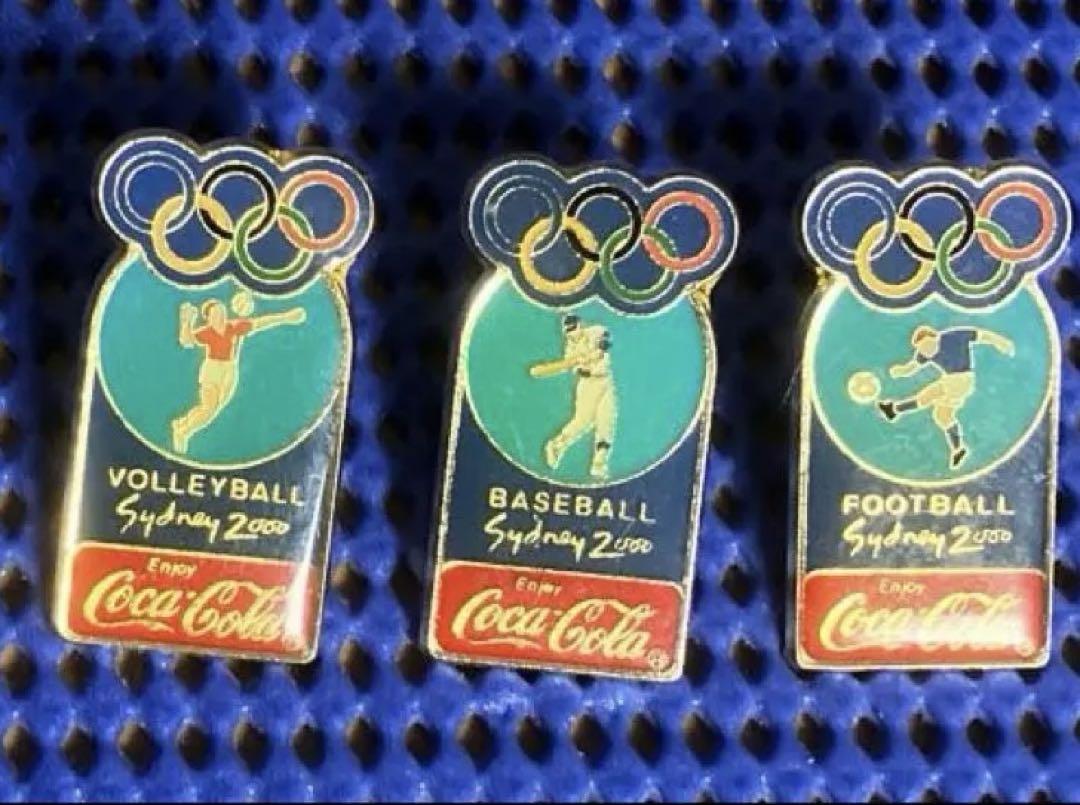 VOLLEYBALL
Sydney 2000
Enjoy
Coca-Cola
BASEBALL
Sydney 2000
Enjoy
Coca-Cola
®
FOOTBALL
Sydney 2000
Enjoy
Coca-Cola